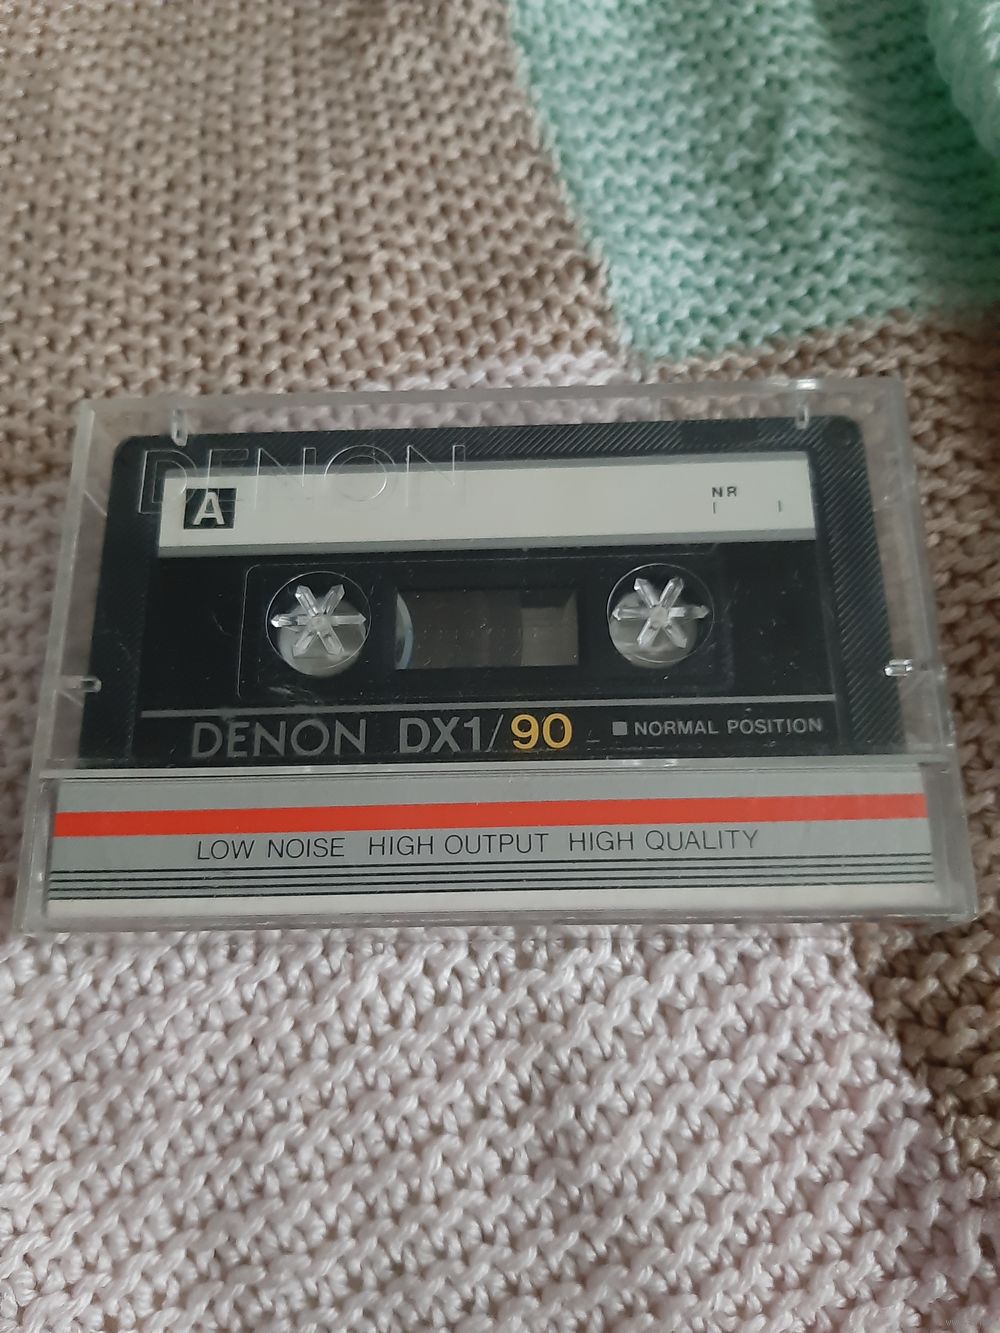 DENON
A
NR
DENON DX1/90 NORMAL POSITION
LOW NOISE HIGH OUTPUT HIGH QUALITY